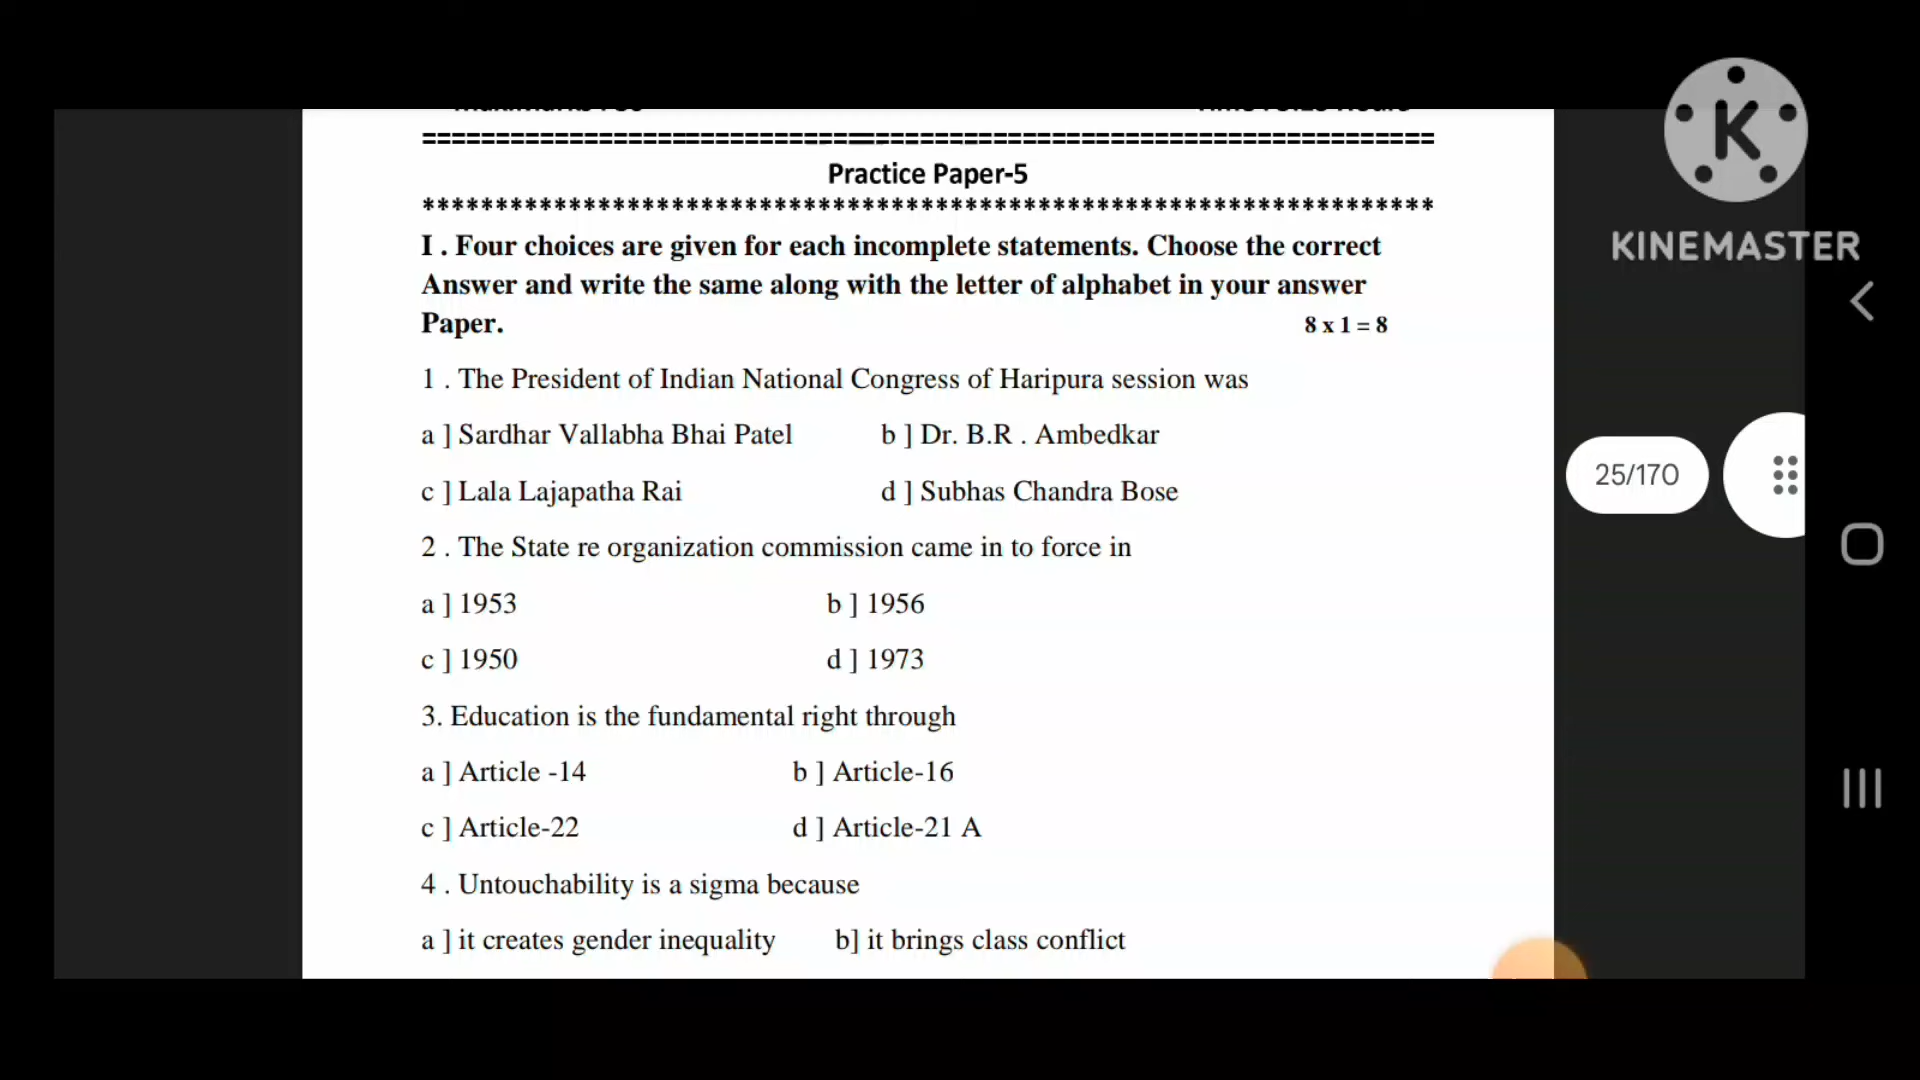 ======================================================================
Practice Paper-5
**********************************************************************
I . Four choices are given for each incomplete statements. Choose the correct
Answer and write the same along with the letter of alphabet in your answer
Paper. 8 x 1 = 8
1 . The President of Indian National Congress of Haripura session was
a ] Sardhar Vallabha Bhai Patel b ] Dr. B.R . Ambedkar
c ] Lala Lajapatha Rai d ] Subhas Chandra Bose
2 . The State re organization commission came in to force in
a ] 1953 b ] 1956
c ] 1950 d ] 1973
3. Education is the fundamental right through
a ] Article -14 b ] Article-16
c ] Article-22 d ] Article-21 A
4 . Untouchability is a sigma because
a ] it creates gender inequality b] it brings class conflict
K
KINEMASTER
25/170